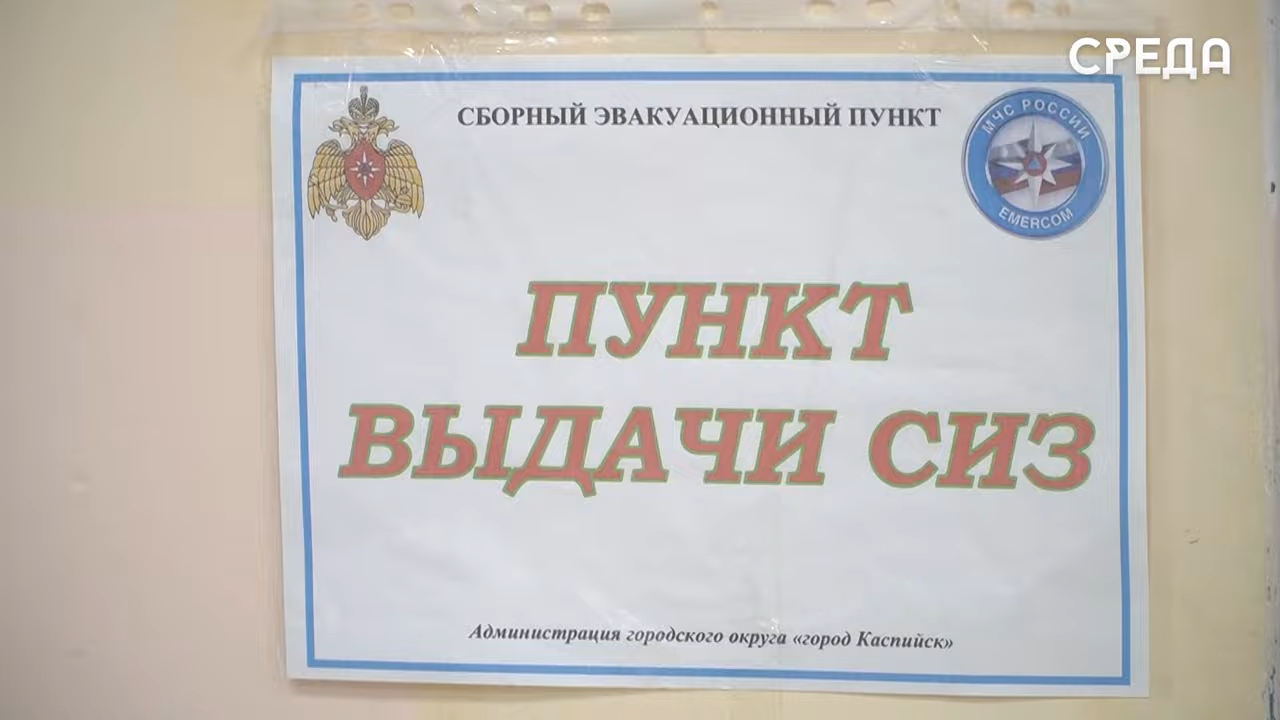 СРЕДА
СБОРНЫЙ ЭВАКУАЦИОННЫЙ ПУНКТ
МЧС РОССИИ
EMERCOM
ПУНКТ
ВЫДАЧИ СИЗ
Администрация городского округа «город Каспийск»